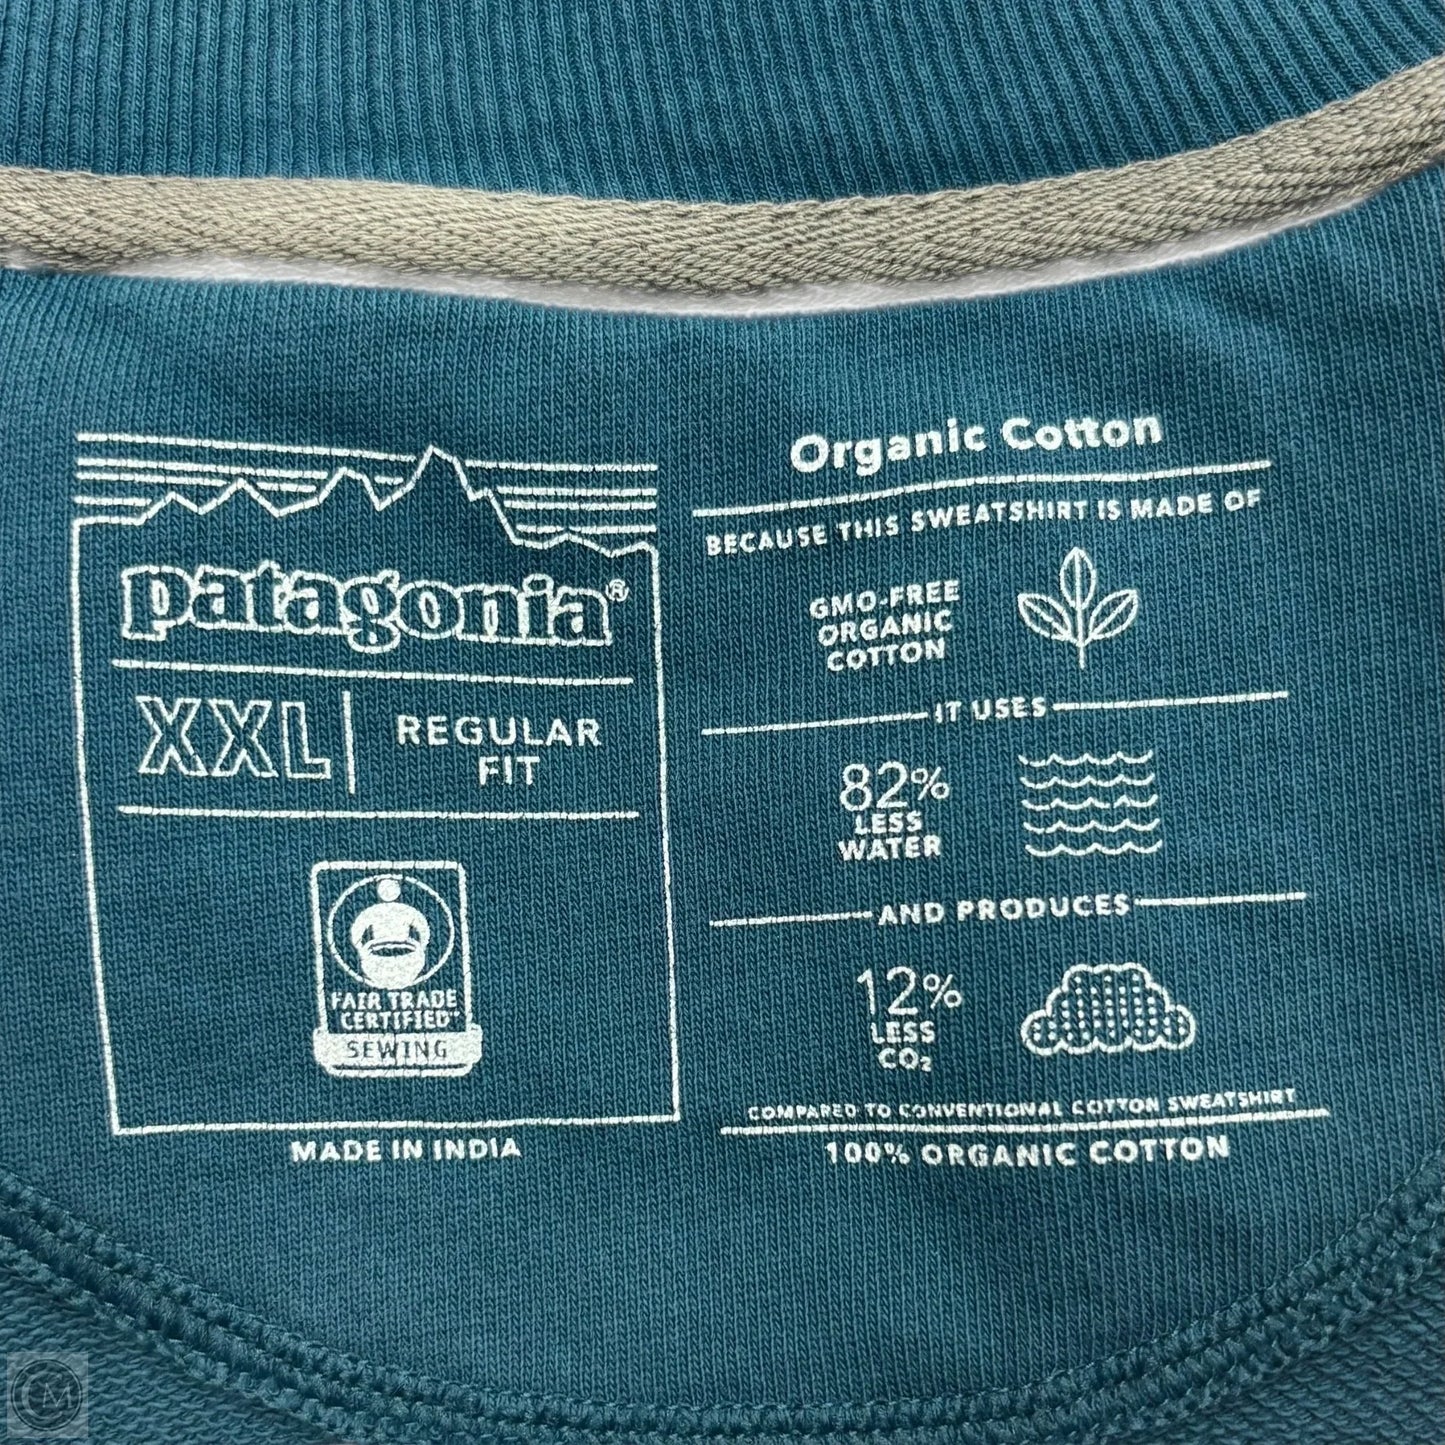 patagonia®
XXL
REGULAR
FIT
FAIR TRADE
CERTIFIED™
SEWING
MADE IN INDIA
Organic Cotton
BECAUSE THIS SWEATSHIRT IS MADE OF
GMO-FREE
ORGANIC
COTTON
IT USES
82%
LESS
WATER
AND PRODUCES
12%
LESS
CO₂
COMPARED TO CONVENTIONAL COTTON SWEATSHIRT
100% ORGANIC COTTON
CM